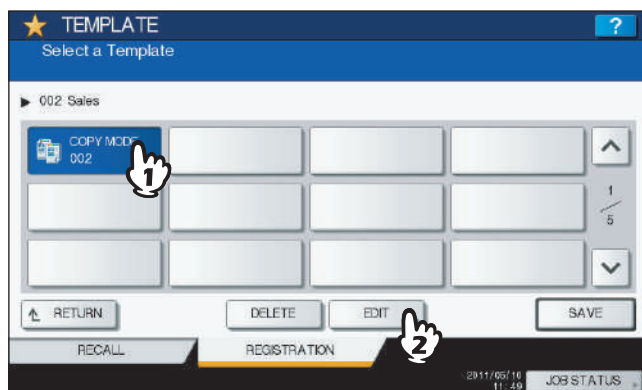 TEMPLATE
?
Select a Template
002 Sales
COPY MODE
002
1
1
5
RETURN
DELETE
EDIT
SAVE
2
RECALL
REGISTRATION
2011/05/10
11:49
JOB STATUS